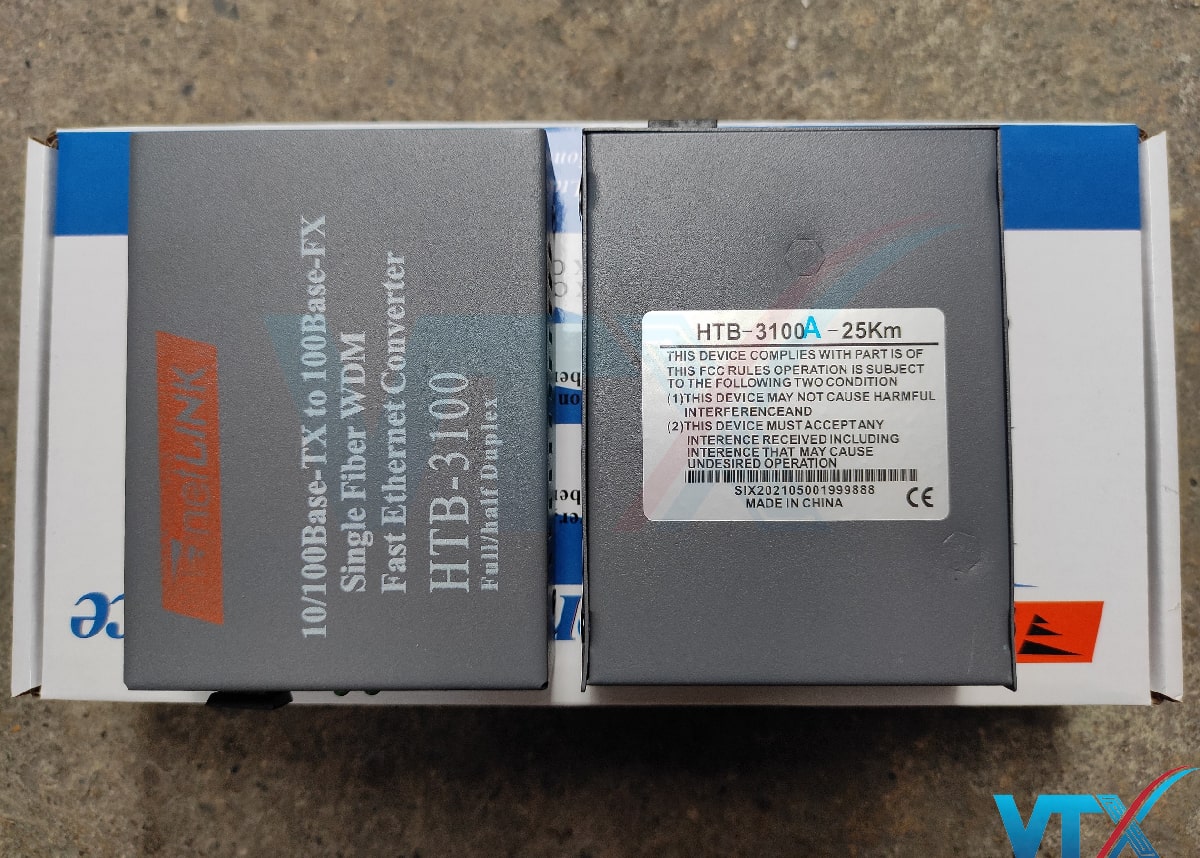 netLINK
10/100Base-TX to 100Base-FX
Single Fiber WDM
Fast Ethernet Converter
HTB-3100
Full/half Duplex
HTB-3100A-25Km
THIS DEVICE COMPLIES WITH PART IS OF
THIS FCC RULES OPERATION IS SUBJECT
TO THE FOLLOWING TWO CONDITION
(1)THIS DEVICE MAY NOT CAUSE HARMFUL
INTERFERENCEAND
(2)THIS DEVICE MUST ACCEPT ANY
INTERENCE RECEIVED INCLUDING
INTERENCE THAT MAY CAUSE
UNDESIRED OPERATION
SIX202105001999888
MADE IN CHINA
CE
VTX